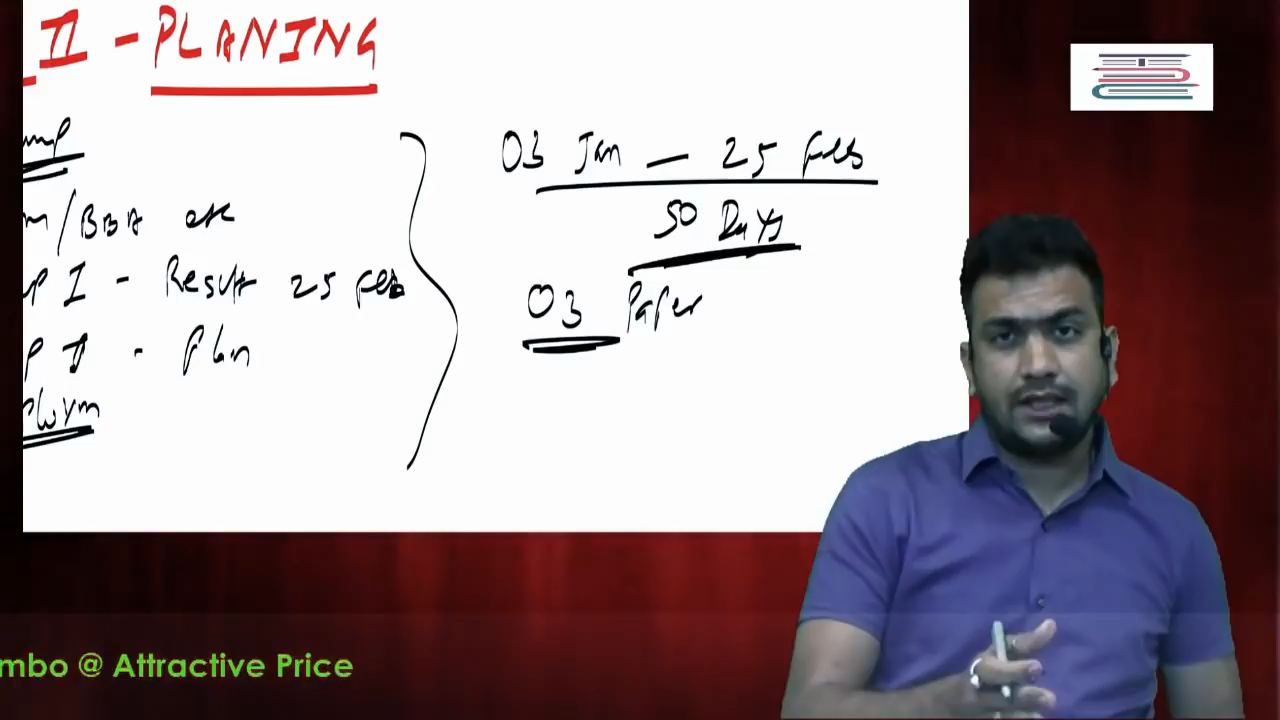 II - PLANING
03 Jan — 25 Feb
50 Days
/BBA etc
I - Result 25 Feb
03 Paper
II - Plan
mbo @ Attractive Price